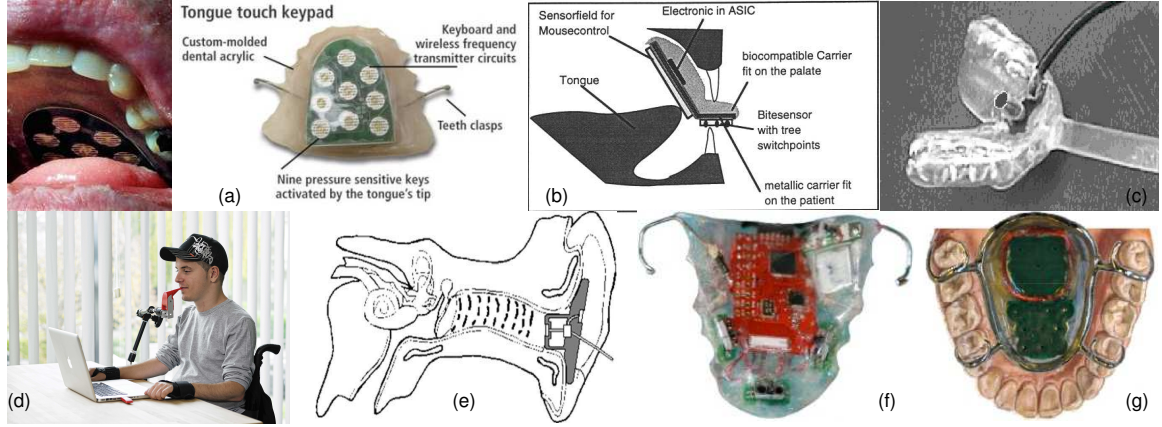 Tongue touch keypad
Custom-molded
dental acrylic
Keyboard and
wireless frequency
transmitter circuits
Teeth clasps
Nine pressure sensitive keys
activated by the tongue's tip
(a)
Sensorfield for
Mousecontrol
Electronic in ASIC
biocompatible Carrier
fit on the palate
Tongue
Bitesensor
with tree
switchpoints
metallic carrier fit
on the patient
(b)
(c)
(d)
(e)
(f)
(g)